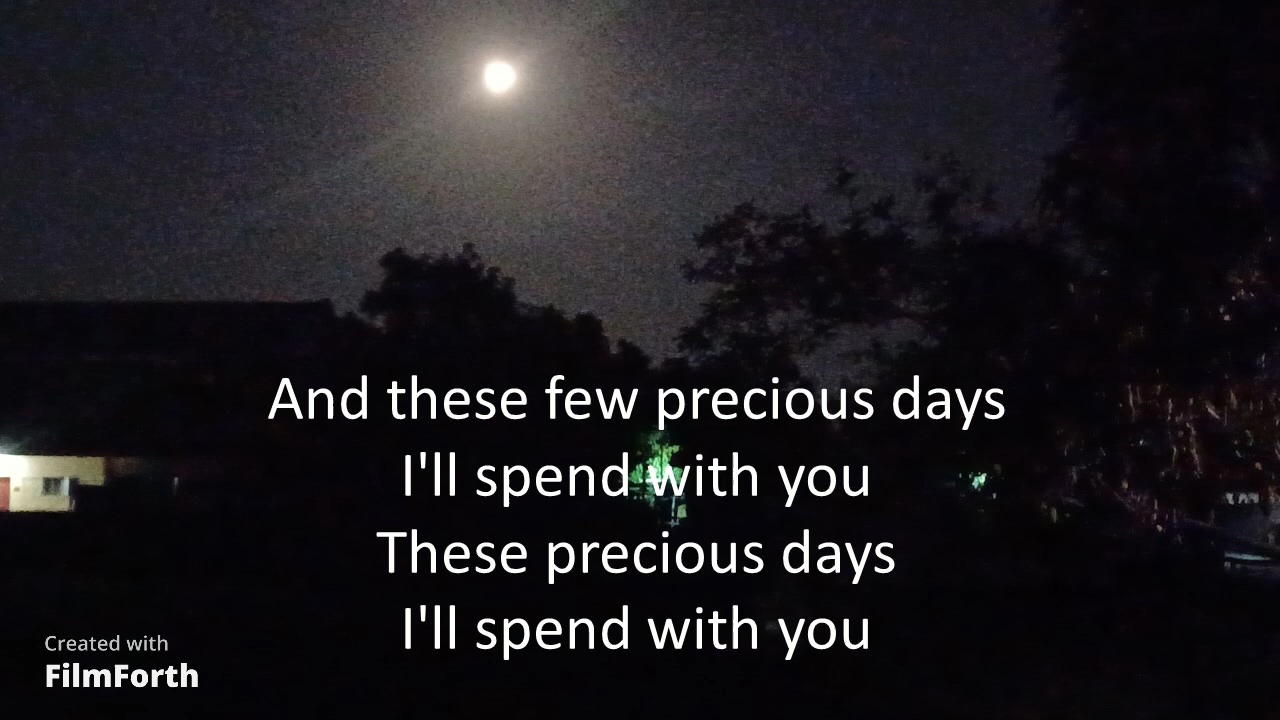 And these few precious days
I'll spend with you
These precious days
I'll spend with you
Created with
FilmForth